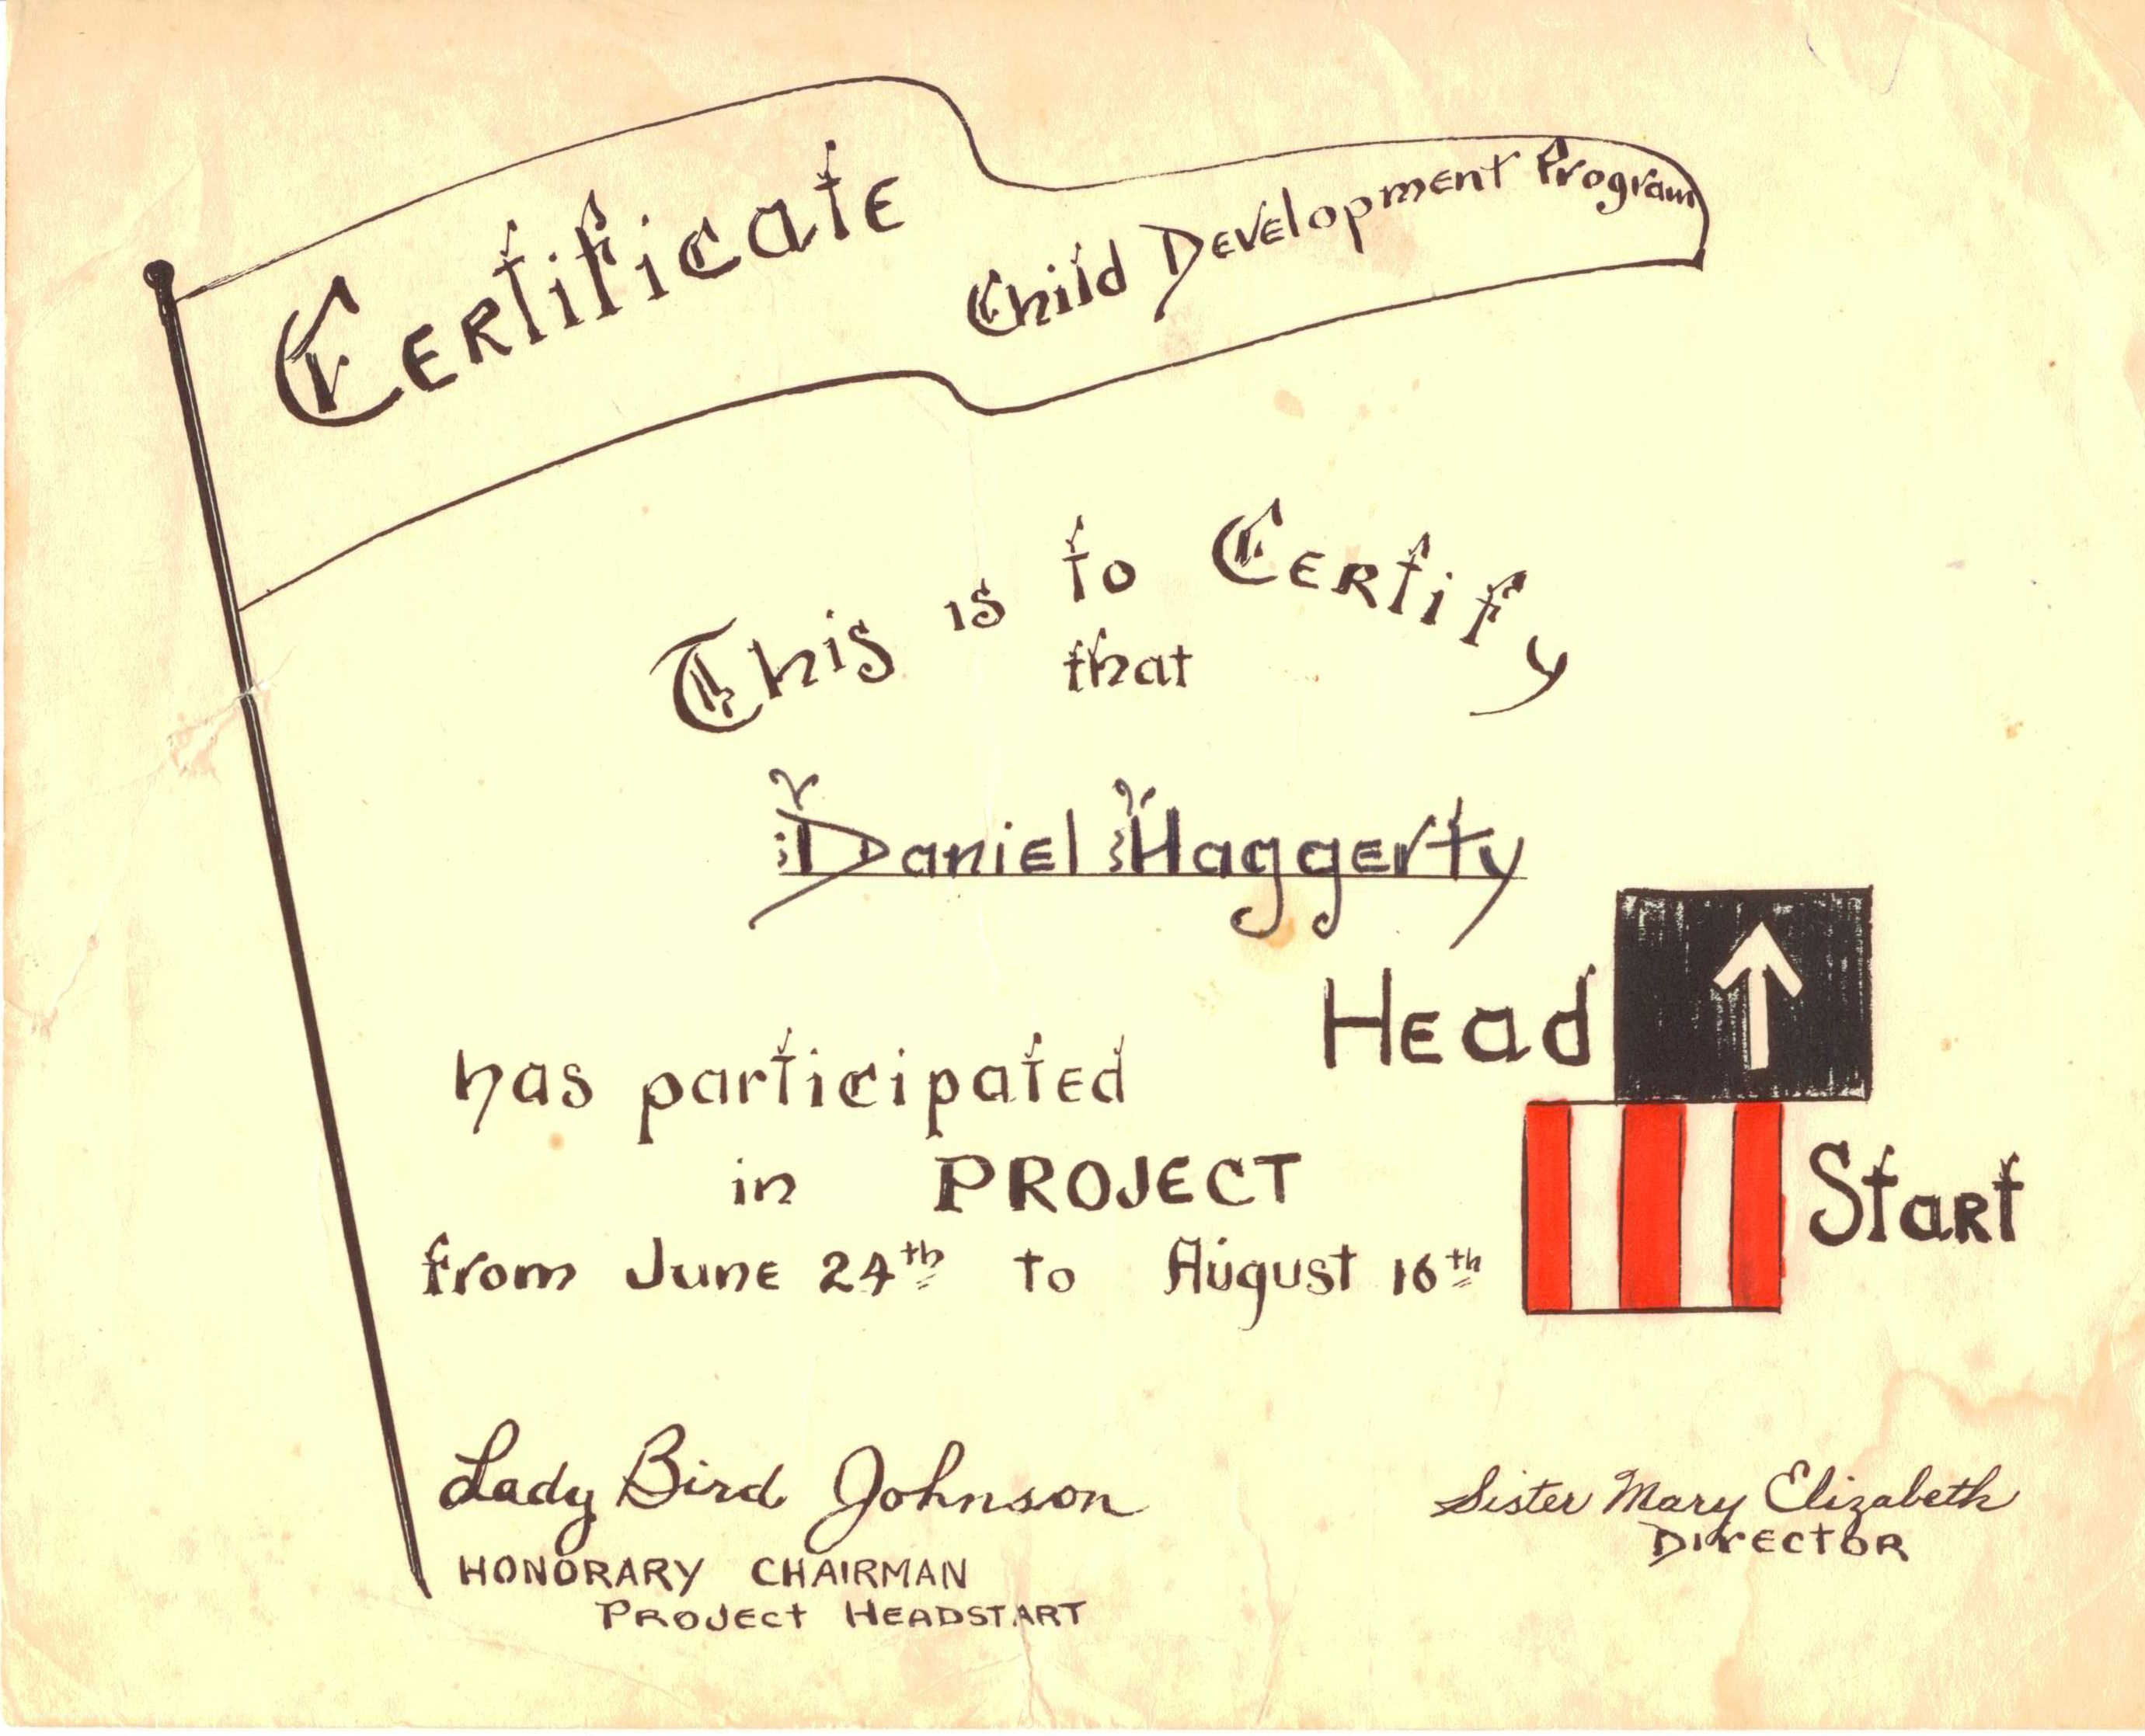 Certificate
Child Development Program
This is to Certify
that
Daniel Haggerty
has participated
in PROJECT
Head
Start
from June 24th to August 16th
Lady Bird Johnson
HONORARY CHAIRMAN
PROJECT HEADSTART
Sister Mary Elizabeth
DIRECTOR